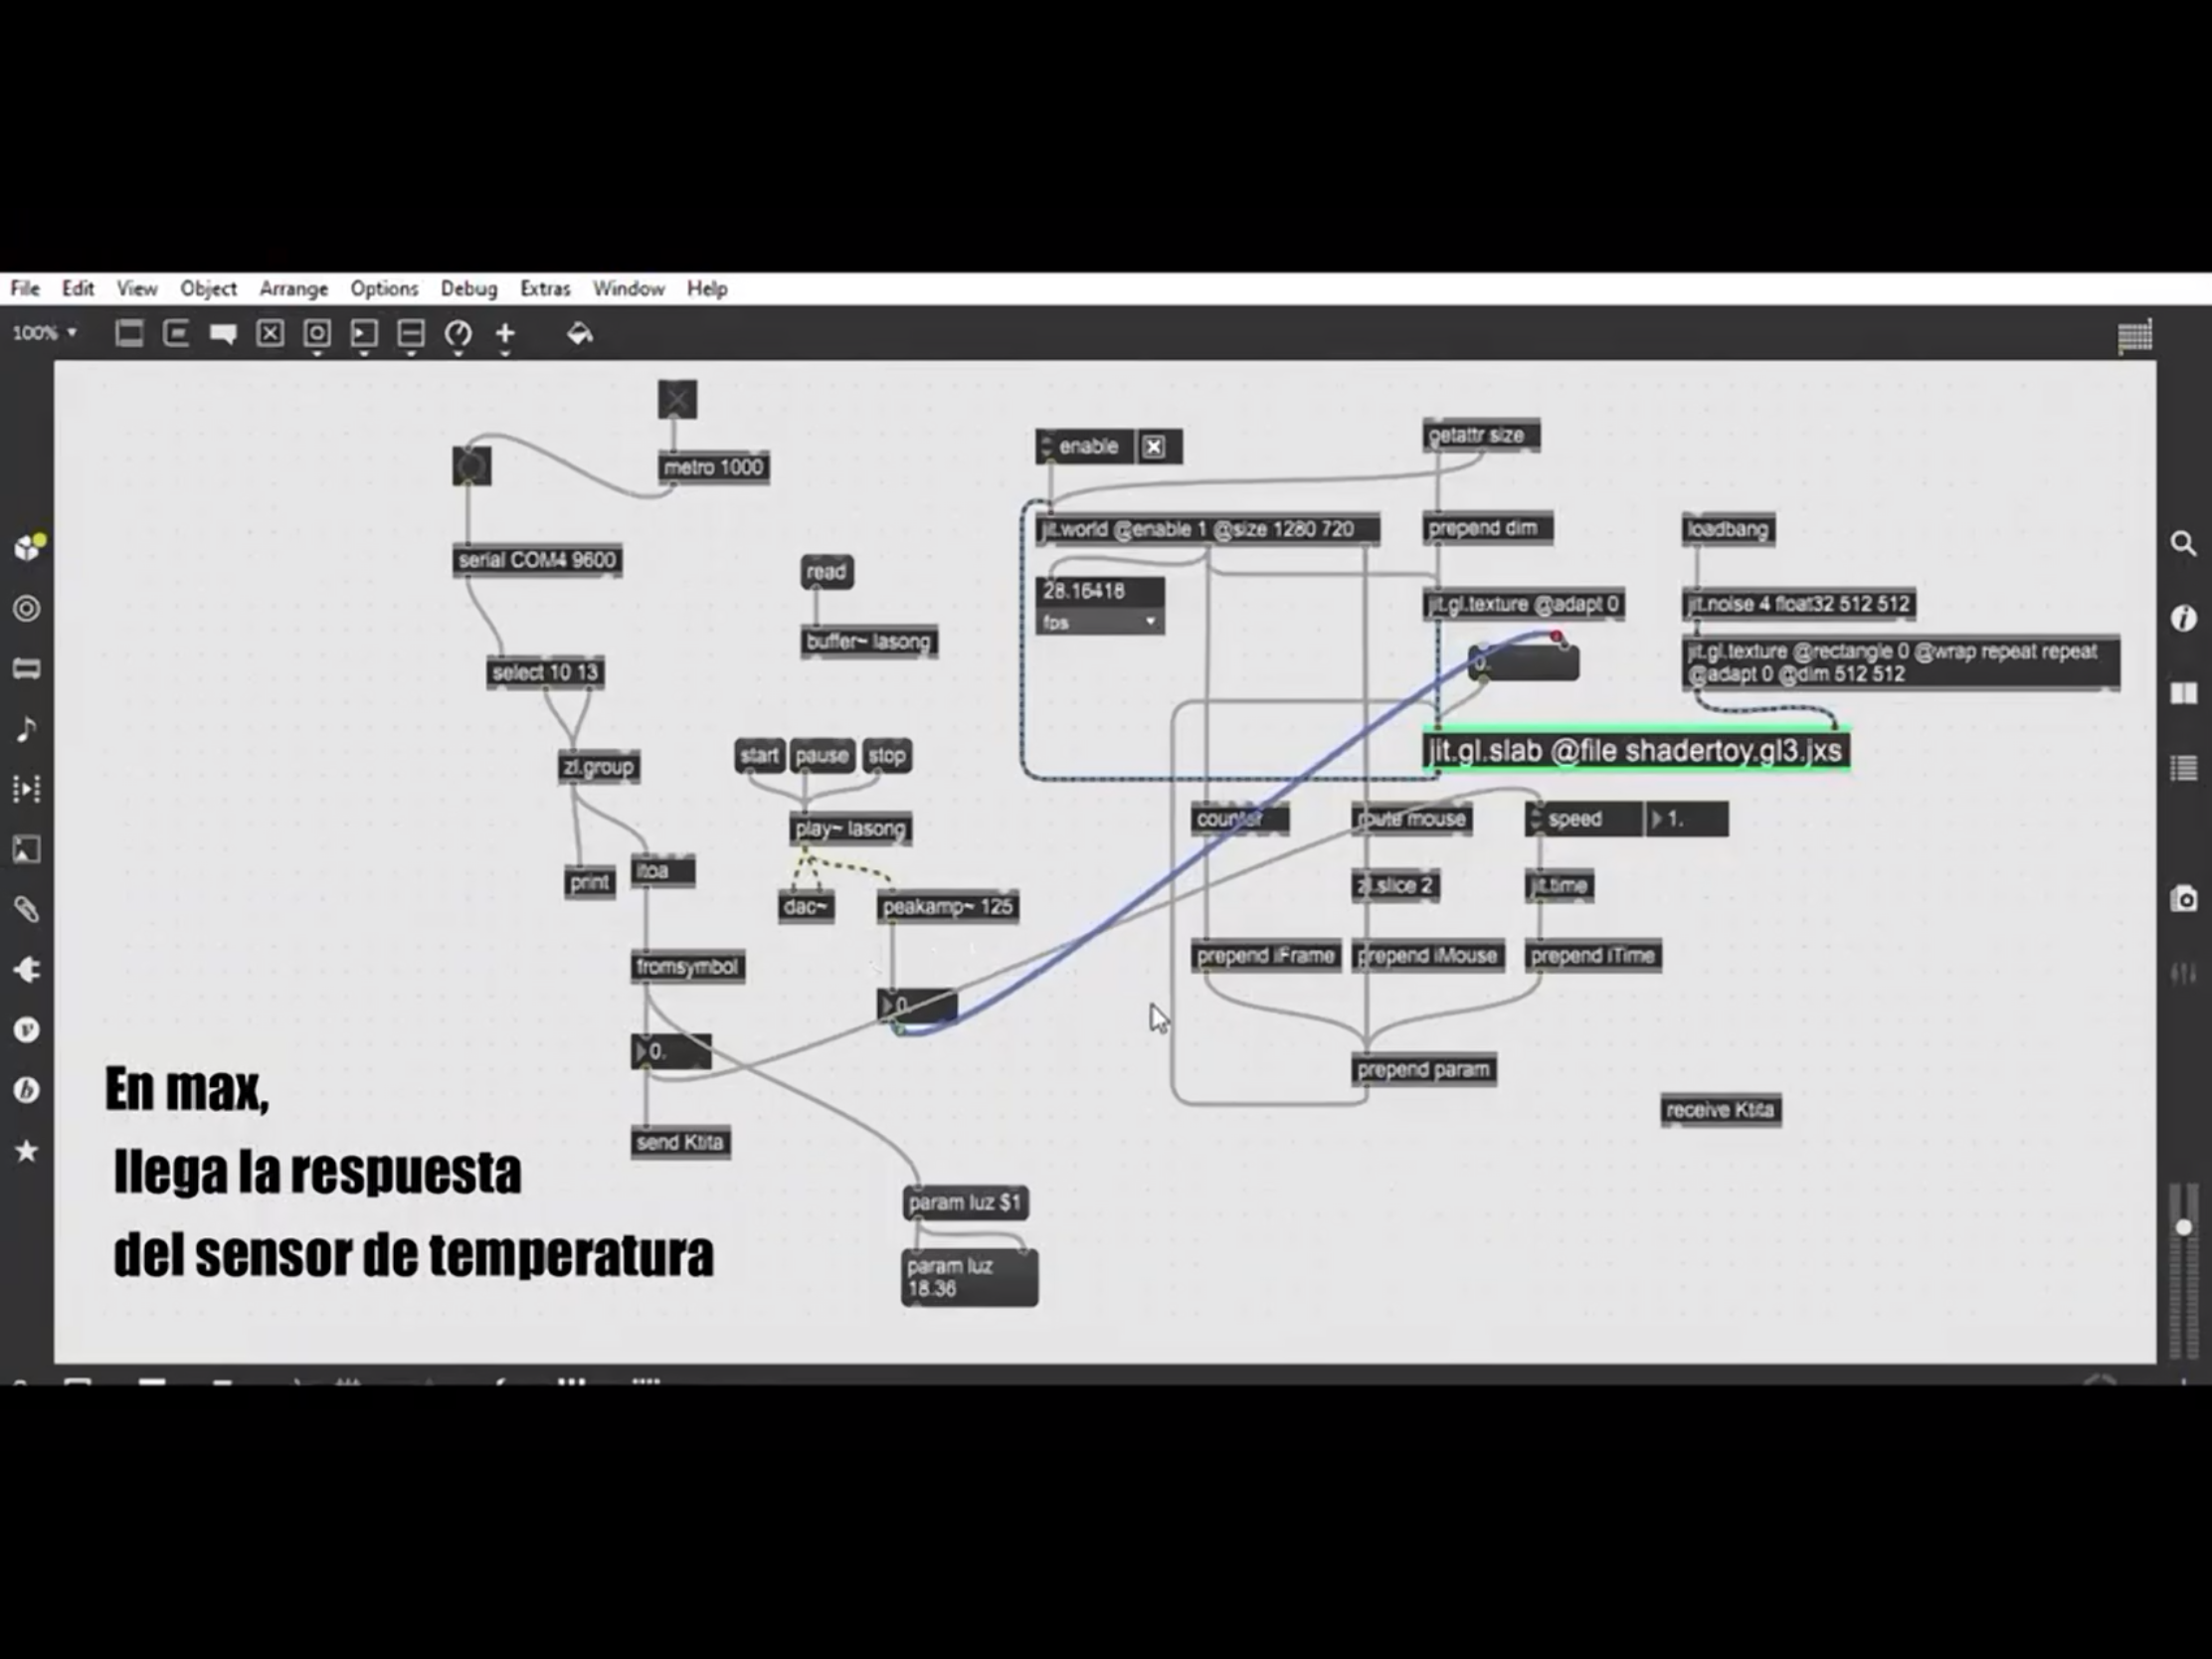 File Edit View Object Arrange Options Debug Extras Window Help
100%
metro 1000
serial COM4 9600
select 10 13
zl.group
print
itoa
fromsymbol
0.
send Ktita
read
buffer~ lasong
start pause stop
play~ lasong
dac~
peakamp~ 125
0.
param luz $1
param luz
18.36
enable
jit.world @enable 1 @size 1280 720
28.16418
fps
getattr size
prepend dim
jit.gl.texture @adapt 0
0.
loadbang
jit.noise 4 float32 512 512
jit.gl.texture @rectangle 0 @wrap repeat repeat
@adapt 0 @dim 512 512
jit.gl.slab @file shadertoy.gl3.jxs
counter
route mouse
speed 1.
zl.slice 2
jit.time
prepend iFrame
prepend iMouse
prepend iTime
prepend param
receive Ktita
En max,
llega la respuesta
del sensor de temperatura